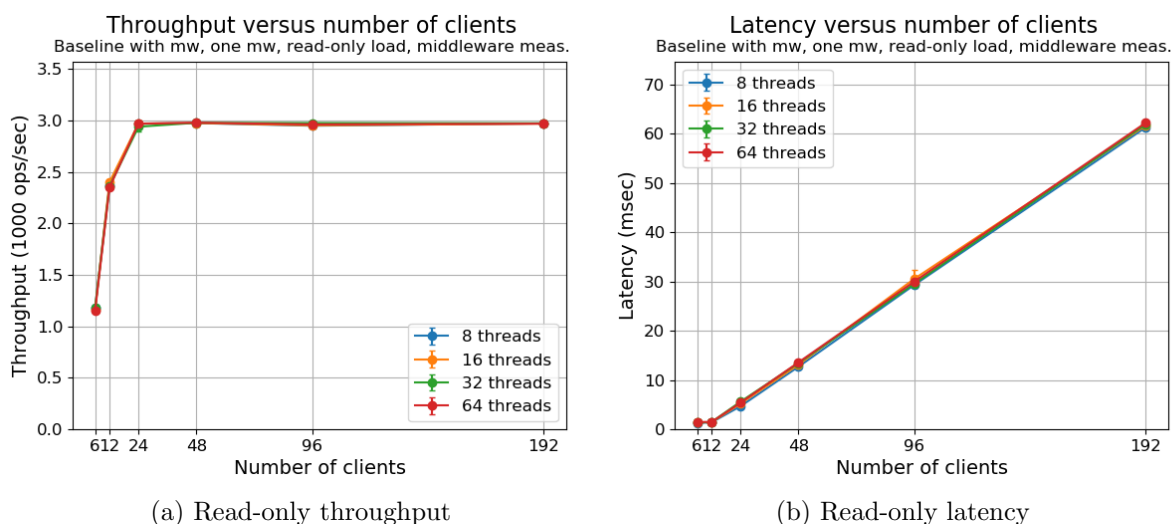 Throughput versus number of clients
Baseline with mw, one mw, read-only load, middleware meas.
Throughput (1000 ops/sec)
3.5
3.0
2.5
2.0
1.5
1.0
0.5
0.0
8 threads
16 threads
32 threads
64 threads
6 12 24 48 96 192
Number of clients
(a) Read-only throughput
Latency versus number of clients
Baseline with mw, one mw, read-only load, middleware meas.
Latency (msec)
70
60
50
40
30
20
10
0
8 threads
16 threads
32 threads
64 threads
6 12 24 48 96 192
Number of clients
(b) Read-only latency